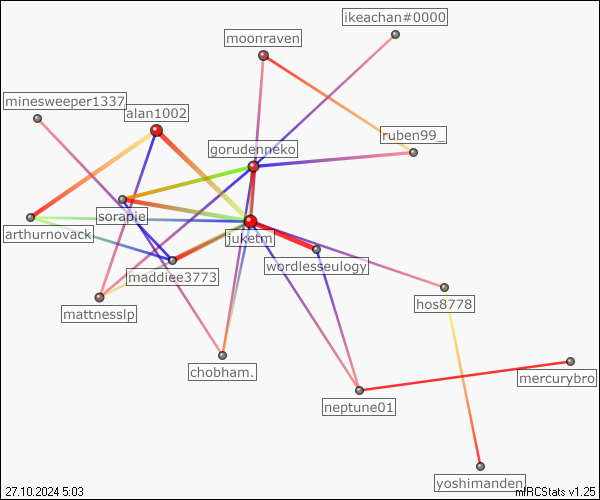 ikeachan#0000
moonraven
minesweeper1337
alan1002
ruben99_
gorudenneko
sorapie
arthurnovack
juketm
wordlesseulogy
maddiee3773
hos8778
mattnesslp
chobham.
mercurybro
neptune01
yoshimanden
27.10.2024 5:03
mIRCStats v1.25